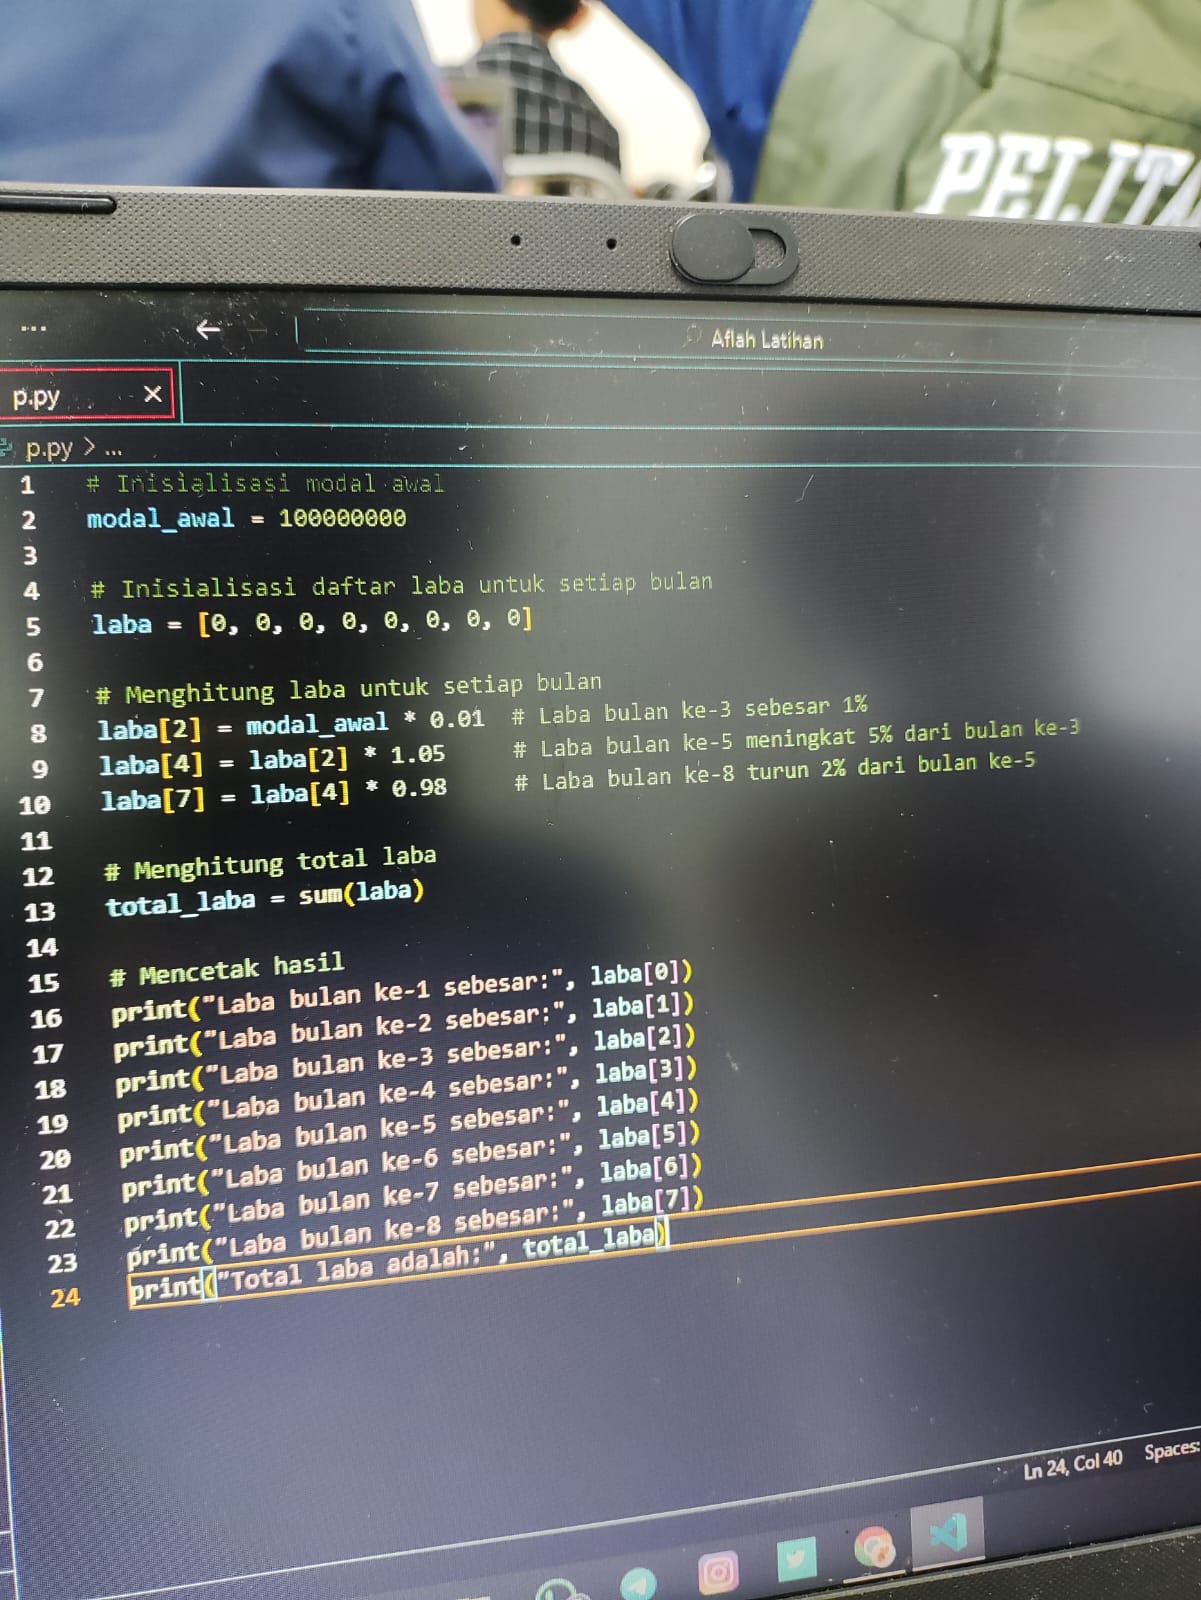 PELITA
...
Aflah Latihan
p.py
p.py > ...
1 # Inisialisasi modal awal
2 modal_awal = 100000000
3
4 # Inisialisasi daftar laba untuk setiap bulan
5 laba = [0, 0, 0, 0, 0, 0, 0, 0]
6
7 # Menghitung laba untuk setiap bulan
8 laba[2] = modal_awal * 0.01 # Laba bulan ke-3 sebesar 1%
9 laba[4] = laba[2] * 1.05 # Laba bulan ke-5 meningkat 5% dari bulan ke-3
10 laba[7] = laba[4] * 0.98 # Laba bulan ke-8 turun 2% dari bulan ke-5
11
12 # Menghitung total laba
13 total_laba = sum(laba)
14
15 # Mencetak hasil
16 print("Laba bulan ke-1 sebesar:", laba[0])
17 print("Laba bulan ke-2 sebesar:", laba[1])
18 print("Laba bulan ke-3 sebesar:", laba[2])
19 print("Laba bulan ke-4 sebesar:", laba[3])
20 print("Laba bulan ke-5 sebesar:", laba[4])
21 print("Laba bulan ke-6 sebesar:", laba[5])
22 print("Laba bulan ke-7 sebesar:", laba[6])
23 print("Laba bulan ke-8 sebesar:", laba[7])
24 print("Total laba adalah:", total_laba)
Ln 24, Col 40 Spaces: